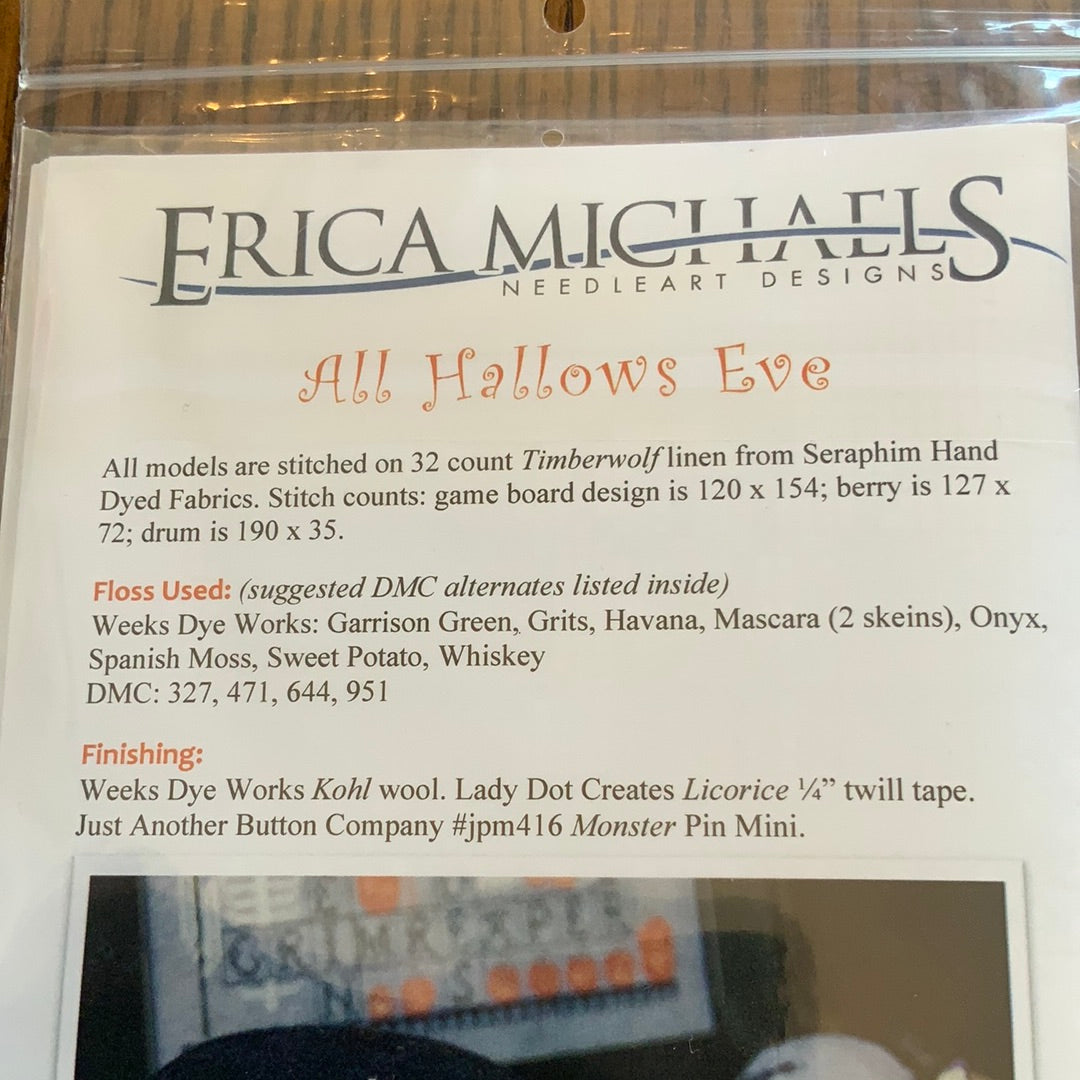 ERICA MICHAELS
NEEDLEART DESIGNS
All Hallows Eve
All models are stitched on 32 count Timberwolf linen from Seraphim Hand
Dyed Fabrics. Stitch counts: game board design is 120 x 154; berry is 127 x
72; drum is 190 x 35.
Floss Used: (suggested DMC alternates listed inside)
Weeks Dye Works: Garrison Green, Grits, Havana, Mascara (2 skeins), Onyx,
Spanish Moss, Sweet Potato, Whiskey
DMC: 327, 471, 644, 951
Finishing:
Weeks Dye Works Kohl wool. Lady Dot Creates Licorice ¼” twill tape.
Just Another Button Company #jpm416 Monster Pin Mini.